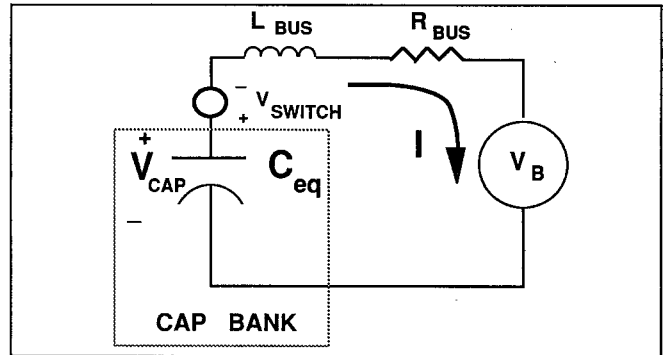 L BUS
R BUS
−
V SWITCH
+
I
V B
+
V CAP
−
C eq
CAP BANK